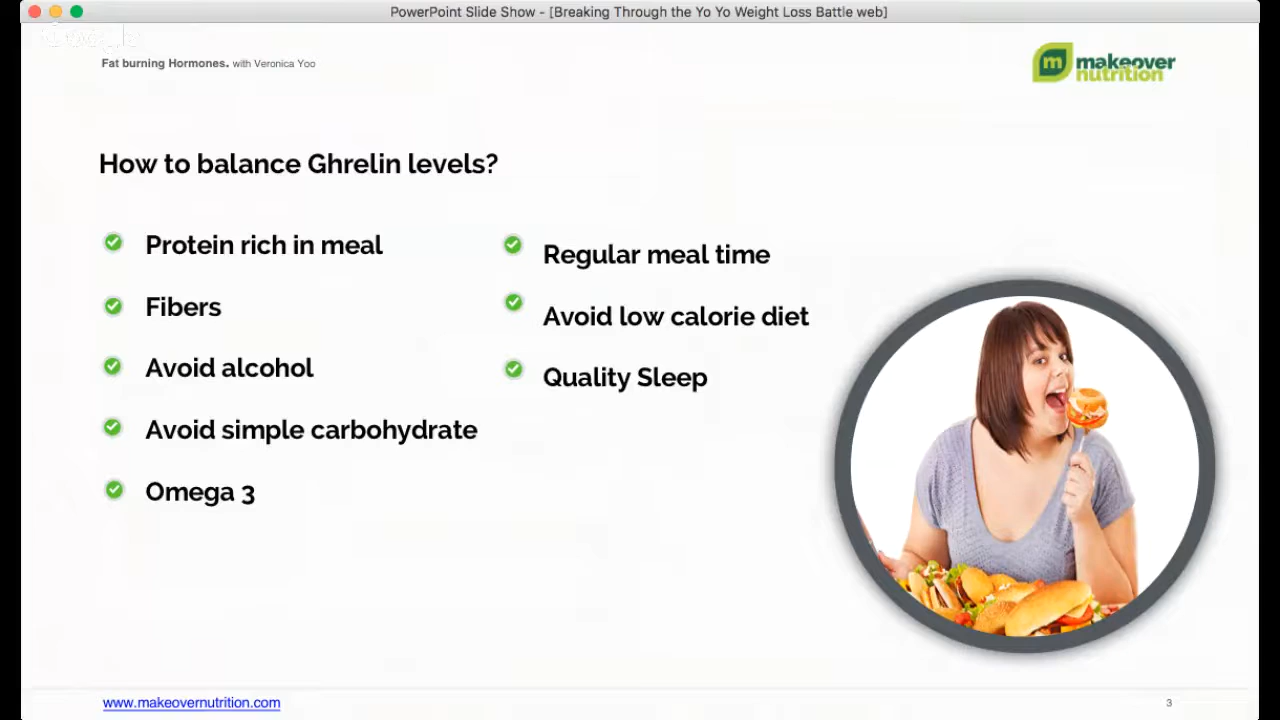 PowerPoint Slide Show - [Breaking Through the Yo Yo Weight Loss Battle web]
Google
Fat burning Hormones. with Veronica Yoo
m makeover
nutrition
How to balance Ghrelin levels?
Protein rich in meal
Fibers
Avoid alcohol
Avoid simple carbohydrate
Omega 3
Regular meal time
Avoid low calorie diet
Quality Sleep
www.makeovernutrition.com
3